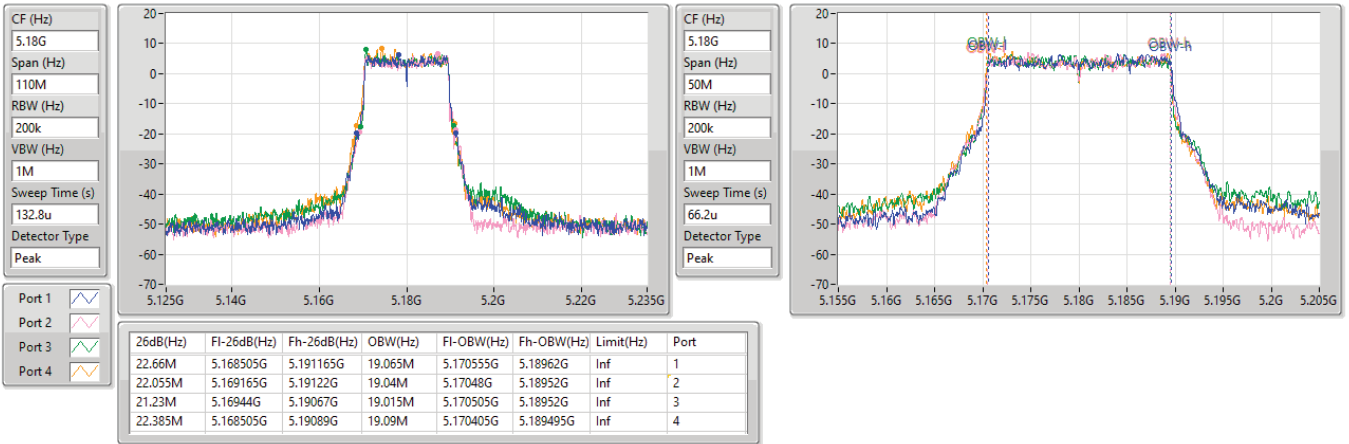 CF (Hz)
5.18G
Span (Hz)
110M
RBW (Hz)
200k
VBW (Hz)
1M
Sweep Time (s)
132.8u
Detector Type
Peak
20
10
0
-10
-20
-30
-40
-50
-60
-70
5.125G 5.14G 5.16G 5.18G 5.2G 5.22G 5.235G
CF (Hz)
5.18G
Span (Hz)
50M
RBW (Hz)
200k
VBW (Hz)
1M
Sweep Time (s)
66.2u
Detector Type
Peak
20
10
0
-10
-20
-30
-40
-50
-60
-70
OBW-l OBW-h
5.155G 5.16G 5.165G 5.17G 5.175G 5.18G 5.185G 5.19G 5.195G 5.2G 5.205G
Port 1
Port 2
Port 3
Port 4
26dB(Hz) Fl-26dB(Hz) Fh-26dB(Hz) OBW(Hz) Fl-OBW(Hz) Fh-OBW(Hz) Limit(Hz) Port
22.66M 5.168505G 5.191165G 19.065M 5.170555G 5.18962G Inf 1
22.055M 5.169165G 5.19122G 19.04M 5.17048G 5.18952G Inf 2
21.23M 5.16944G 5.19067G 19.015M 5.170505G 5.18952G Inf 3
22.385M 5.168505G 5.19089G 19.09M 5.170405G 5.189495G Inf 4